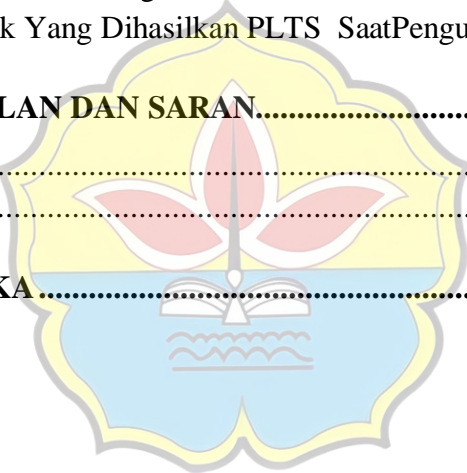 k Yang Dihasilkan PLTS SaatPengu
LAN DAN SARAN.......................
................................................
................................................
KA .............................................